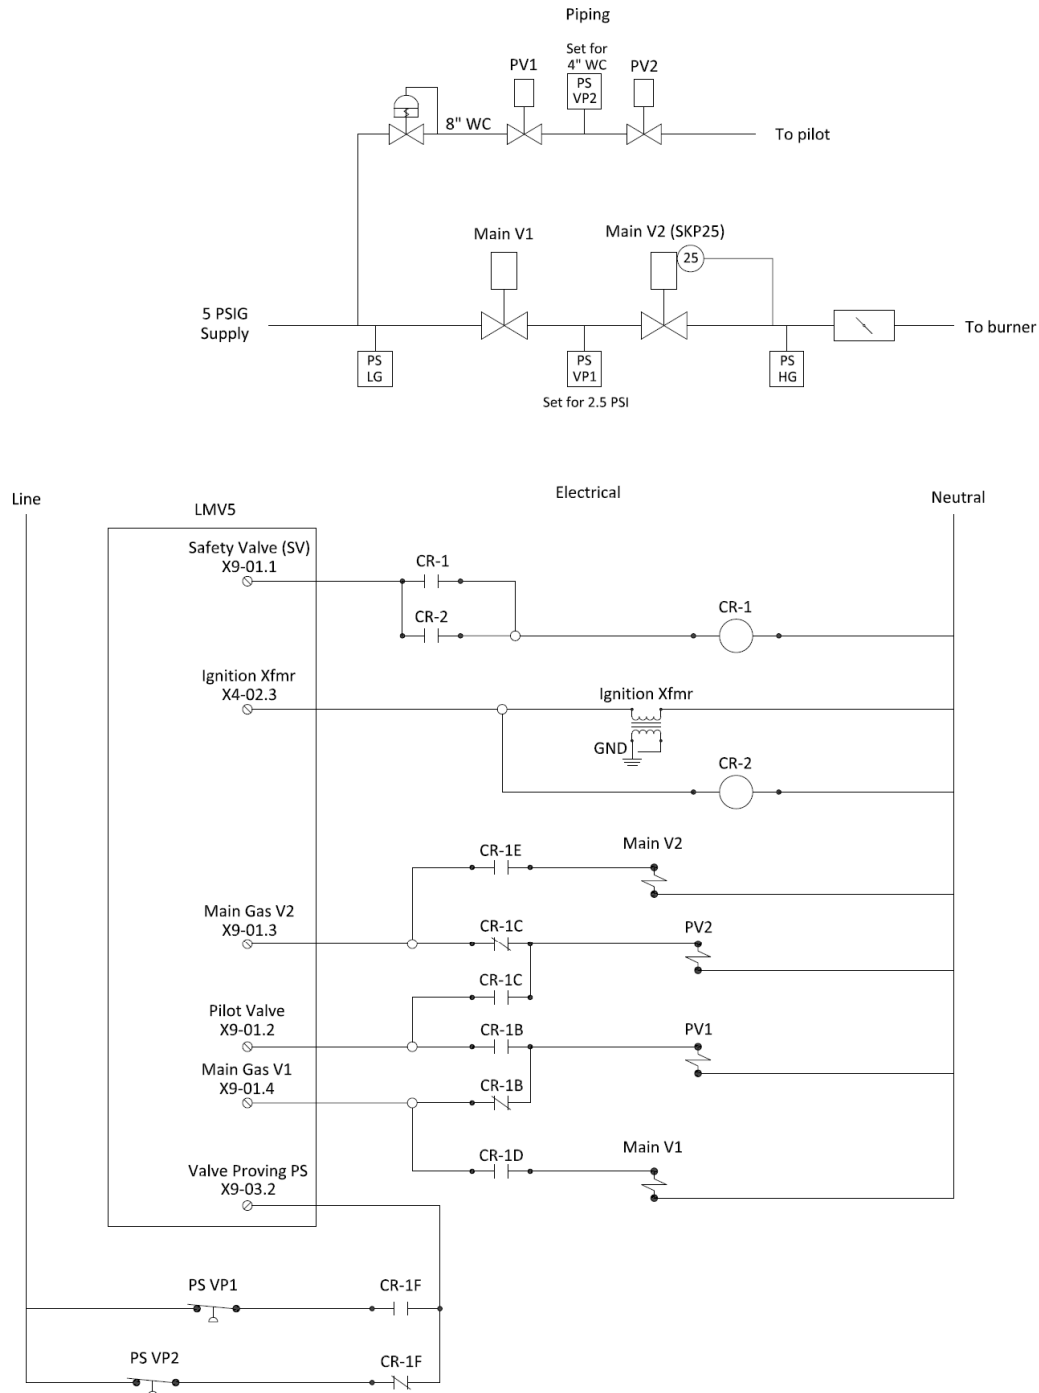 Piping
Set for
4" WC
PV1
PS
VP2
PV2
8" WC
To pilot
Main V1
Main V2 (SKP25)
25
5 PSIG
Supply
To burner
PS
LG
PS
VP1
PS
HG
Set for 2.5 PSI
Line
Electrical
Neutral
LMV5
Safety Valve (SV)
X9-01.1
CR-1
CR-2
CR-1
Ignition Xfmr
X4-02.3
Ignition Xfmr
GND
CR-2
CR-1E
Main V2
Main Gas V2
X9-01.3
CR-1C
PV2
CR-1C
Pilot Valve
X9-01.2
CR-1B
PV1
Main Gas V1
X9-01.4
CR-1B
CR-1D
Main V1
Valve Proving PS
X9-03.2
PS VP1
CR-1F
PS VP2
CR-1F